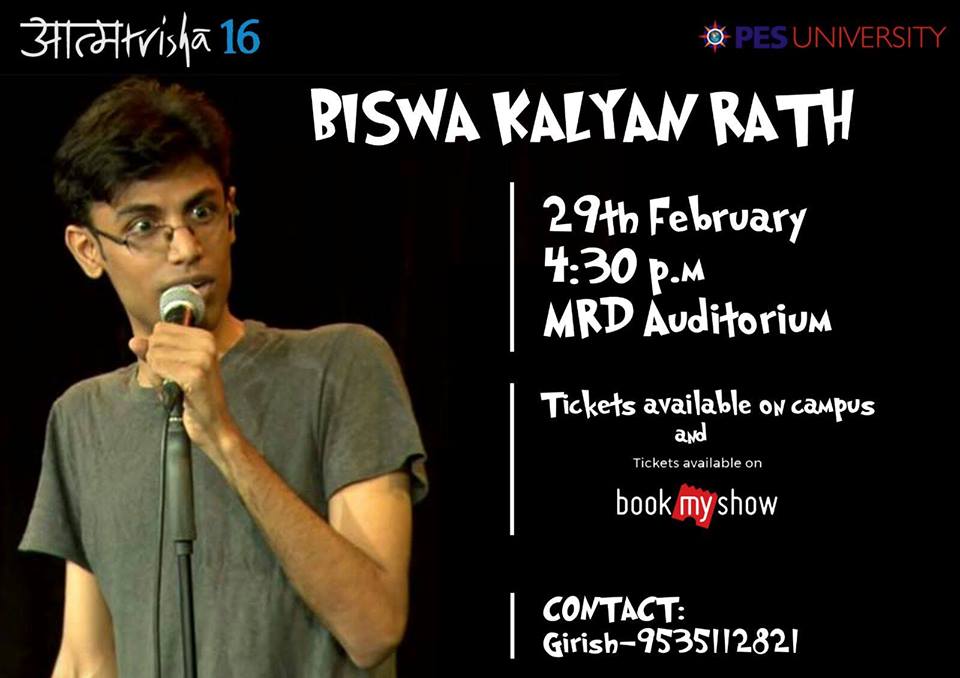 आत्मtrishā 16
PES UNIVERSITY
BISWA KALYAN RATH
29th February
4:30 p.m
MRD Auditorium
Tickets available on campus
and
Tickets available on
book my show
CONTACT:
Girish-9535112821